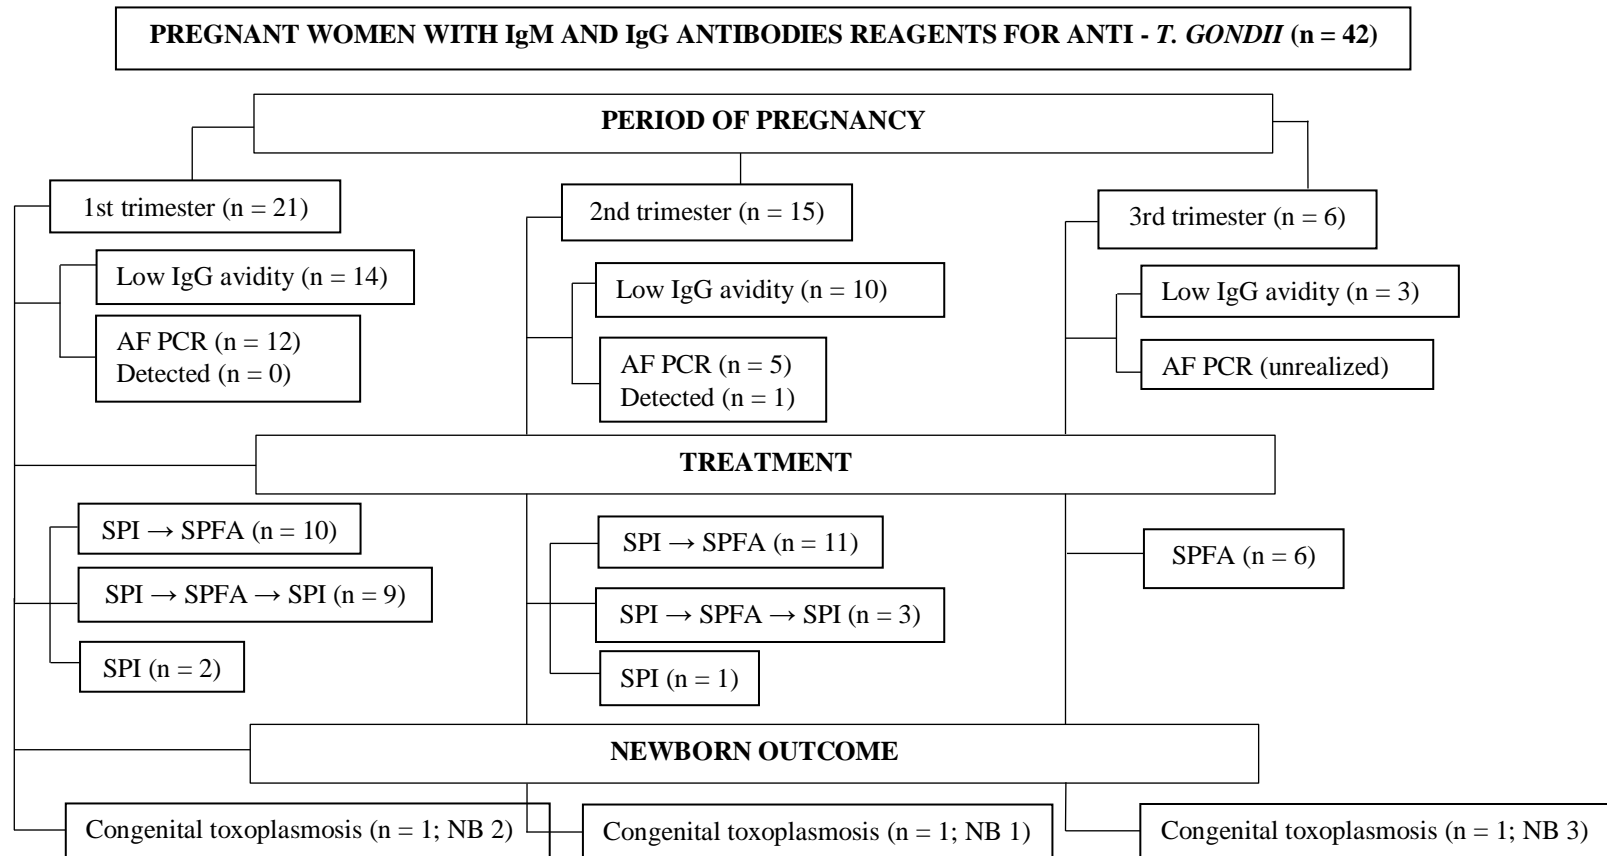 PREGNANT WOMEN WITH IgM AND IgG ANTIBODIES REAGENTS FOR ANTI - T. GONDII (n = 42)
PERIOD OF PREGNANCY
1st trimester (n = 21)
Low IgG avidity (n = 14)
AF PCR (n = 12)
Detected (n = 0)
2nd trimester (n = 15)
Low IgG avidity (n = 10)
AF PCR (n = 5)
Detected (n = 1)
3rd trimester (n = 6)
Low IgG avidity (n = 3)
AF PCR (unrealized)
TREATMENT
SPI → SPFA (n = 10)
SPI → SPFA → SPI (n = 9)
SPI (n = 2)
SPI → SPFA (n = 11)
SPI → SPFA → SPI (n = 3)
SPI (n = 1)
SPFA (n = 6)
NEWBORN OUTCOME
Congenital toxoplasmosis (n = 1; NB 2)
Congenital toxoplasmosis (n = 1; NB 1)
Congenital toxoplasmosis (n = 1; NB 3)